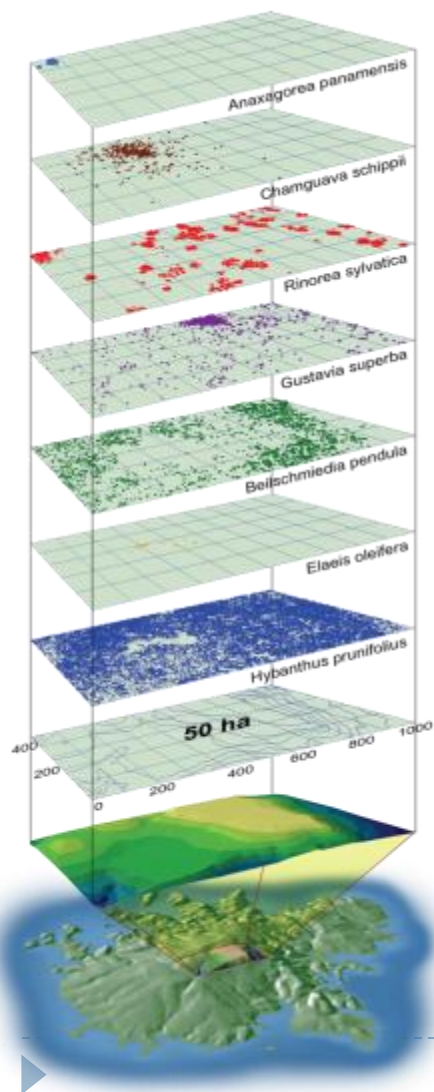 Anaxagorea panamensis
Chamguava schippii
Rinorea sylvatica
Gustavia superba
Beilschmiedia pendula
Elaeis oleifera
Hybanthus prunifolius
50 ha
400
200
0
200
400
600
800
1000